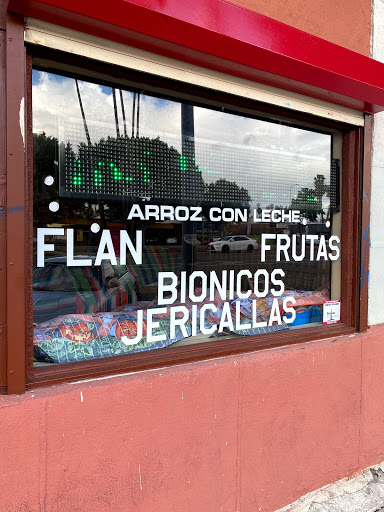 ARROZ CON LECHE
FLAN
FRUTAS
BIONICOS
JERICALLAS